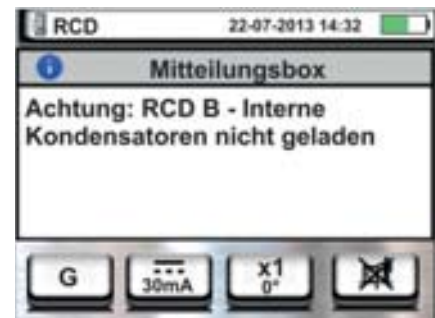 RCD 22-07-2013 14:32
Mitteilungsbox
Achtung: RCD B - Interne
Kondensatoren nicht geladen
G 30mA x1
0°